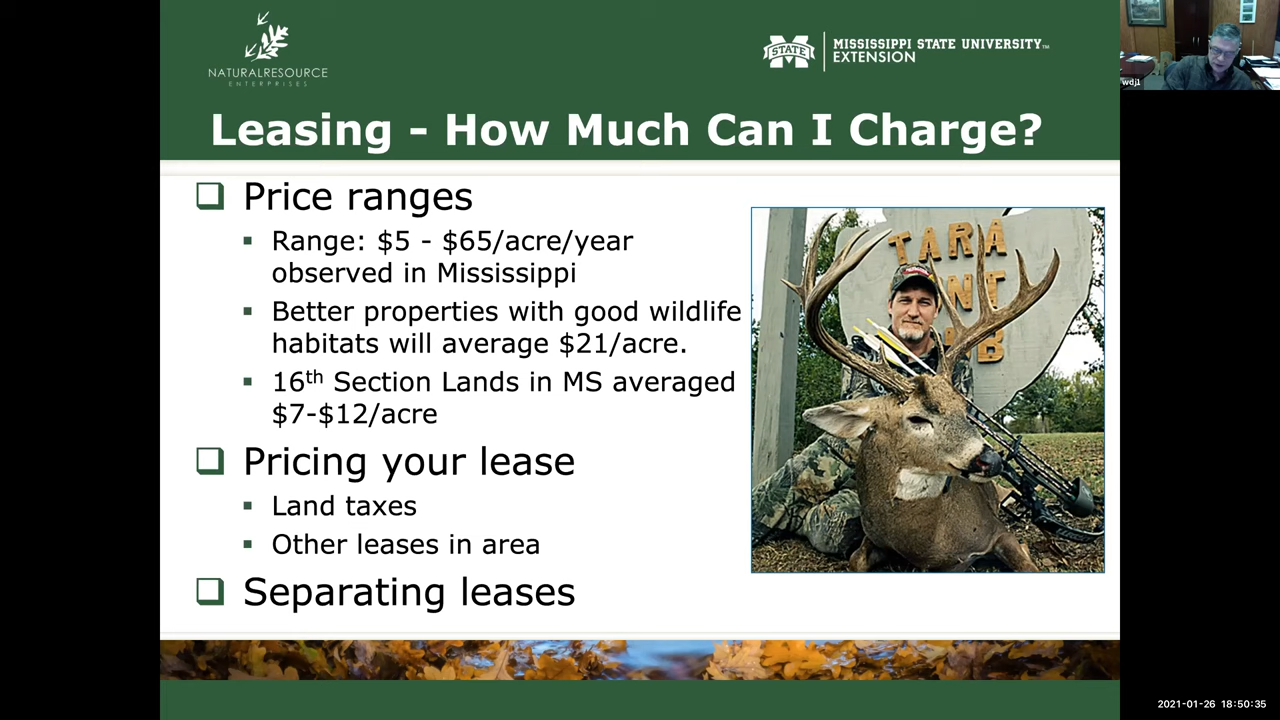 NATURALRESOURCE
ENTERPRISES
STATE
MISSISSIPPI STATE UNIVERSITY™
EXTENSION
wdj1
Leasing - How Much Can I Charge?
❑ Price ranges
▪ Range: $5 - $65/acre/year
observed in Mississippi
▪ Better properties with good wildlife
habitats will average $21/acre.
▪ 16th Section Lands in MS averaged
$7-$12/acre
❑ Pricing your lease
▪ Land taxes
▪ Other leases in area
❑ Separating leases
TARA
2021-01-26 18:50:35